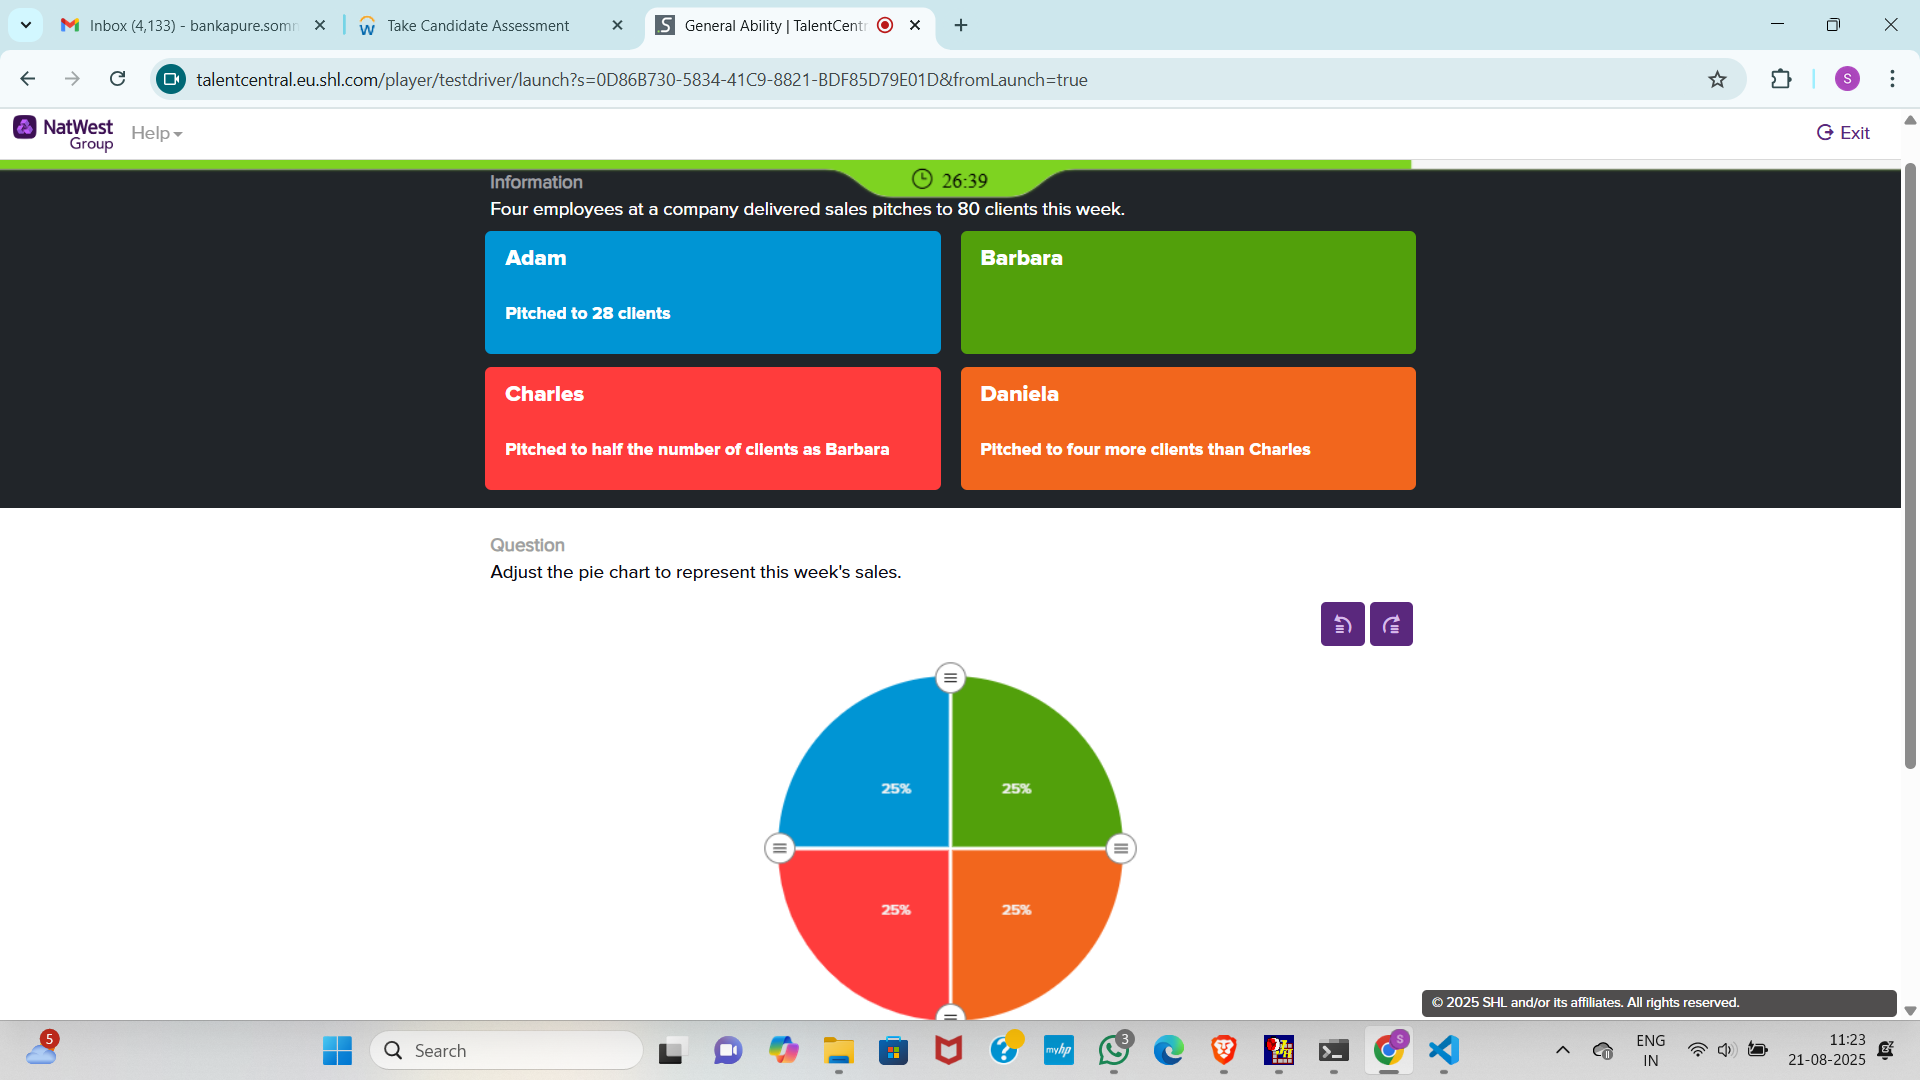 Inbox (4,133) - bankapure.somn
Take Candidate Assessment
General Ability | TalentCentr
talentcentral.eu.shl.com/player/testdriver/launch?s=0D86B730-5834-41C9-8821-BDF85D79E01D&fromLaunch=true
S
NatWest
Group
Help
Exit
26:39
Information
Four employees at a company delivered sales pitches to 80 clients this week.
Adam
Pitched to 28 clients
Barbara
Charles
Pitched to half the number of clients as Barbara
Daniela
Pitched to four more clients than Charles
Question
Adjust the pie chart to represent this week's sales.
25%
25%
25%
25%
© 2025 SHL and/or its affiliates. All rights reserved.
5
Search
myhp
3
S
ENG
IN
11:23
21-08-2025